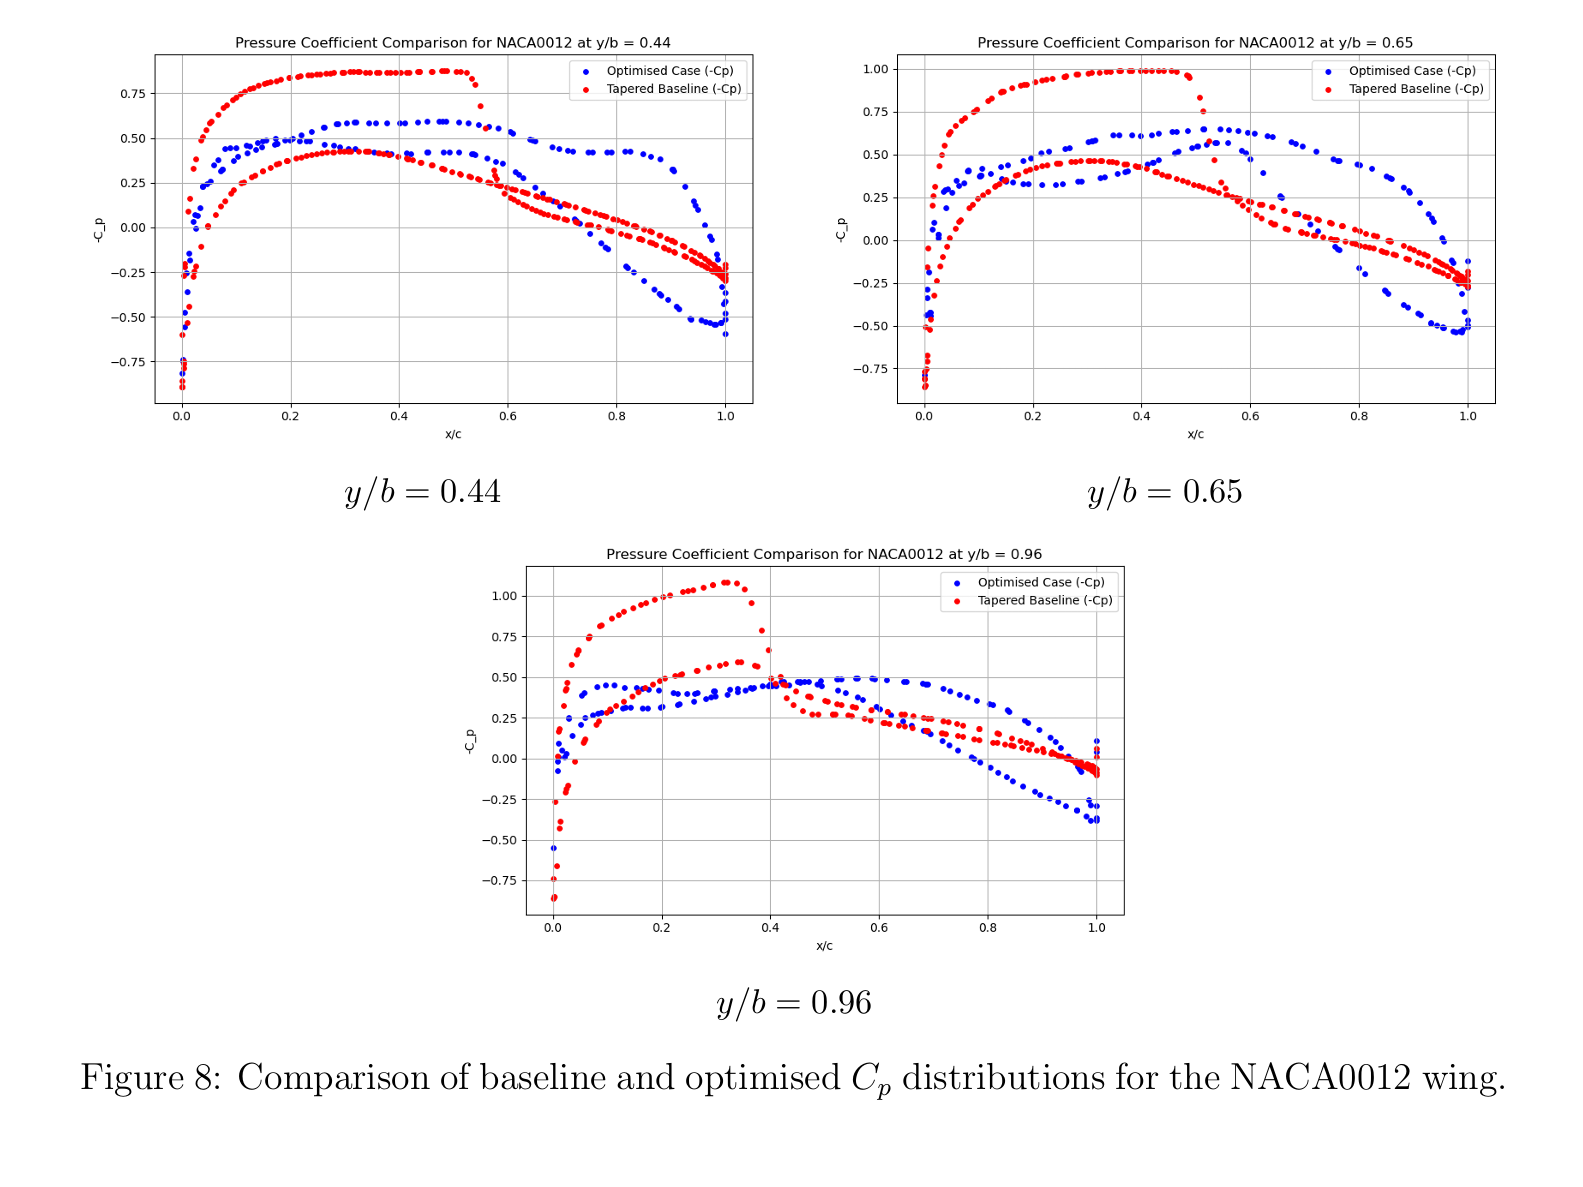 Pressure Coefficient Comparison for NACA0012 at y/b = 0.44
Optimised Case (-Cp)
Tapered Baseline (-Cp)
0.75
0.50
0.25
0.00
−0.25
−0.50
−0.75
-C_p
0.0 0.2 0.4 0.6 0.8 1.0
x/c
y/b = 0.44
Pressure Coefficient Comparison for NACA0012 at y/b = 0.65
Optimised Case (-Cp)
Tapered Baseline (-Cp)
1.00
0.75
0.50
0.25
0.00
−0.25
−0.50
−0.75
-C_p
0.0 0.2 0.4 0.6 0.8 1.0
x/c
y/b = 0.65
Pressure Coefficient Comparison for NACA0012 at y/b = 0.96
Optimised Case (-Cp)
Tapered Baseline (-Cp)
1.00
0.75
0.50
0.25
0.00
−0.25
−0.50
−0.75
-C_p
0.0 0.2 0.4 0.6 0.8 1.0
x/c
y/b = 0.96
Figure 8: Comparison of baseline and optimised C_p distributions for the NACA0012 wing.